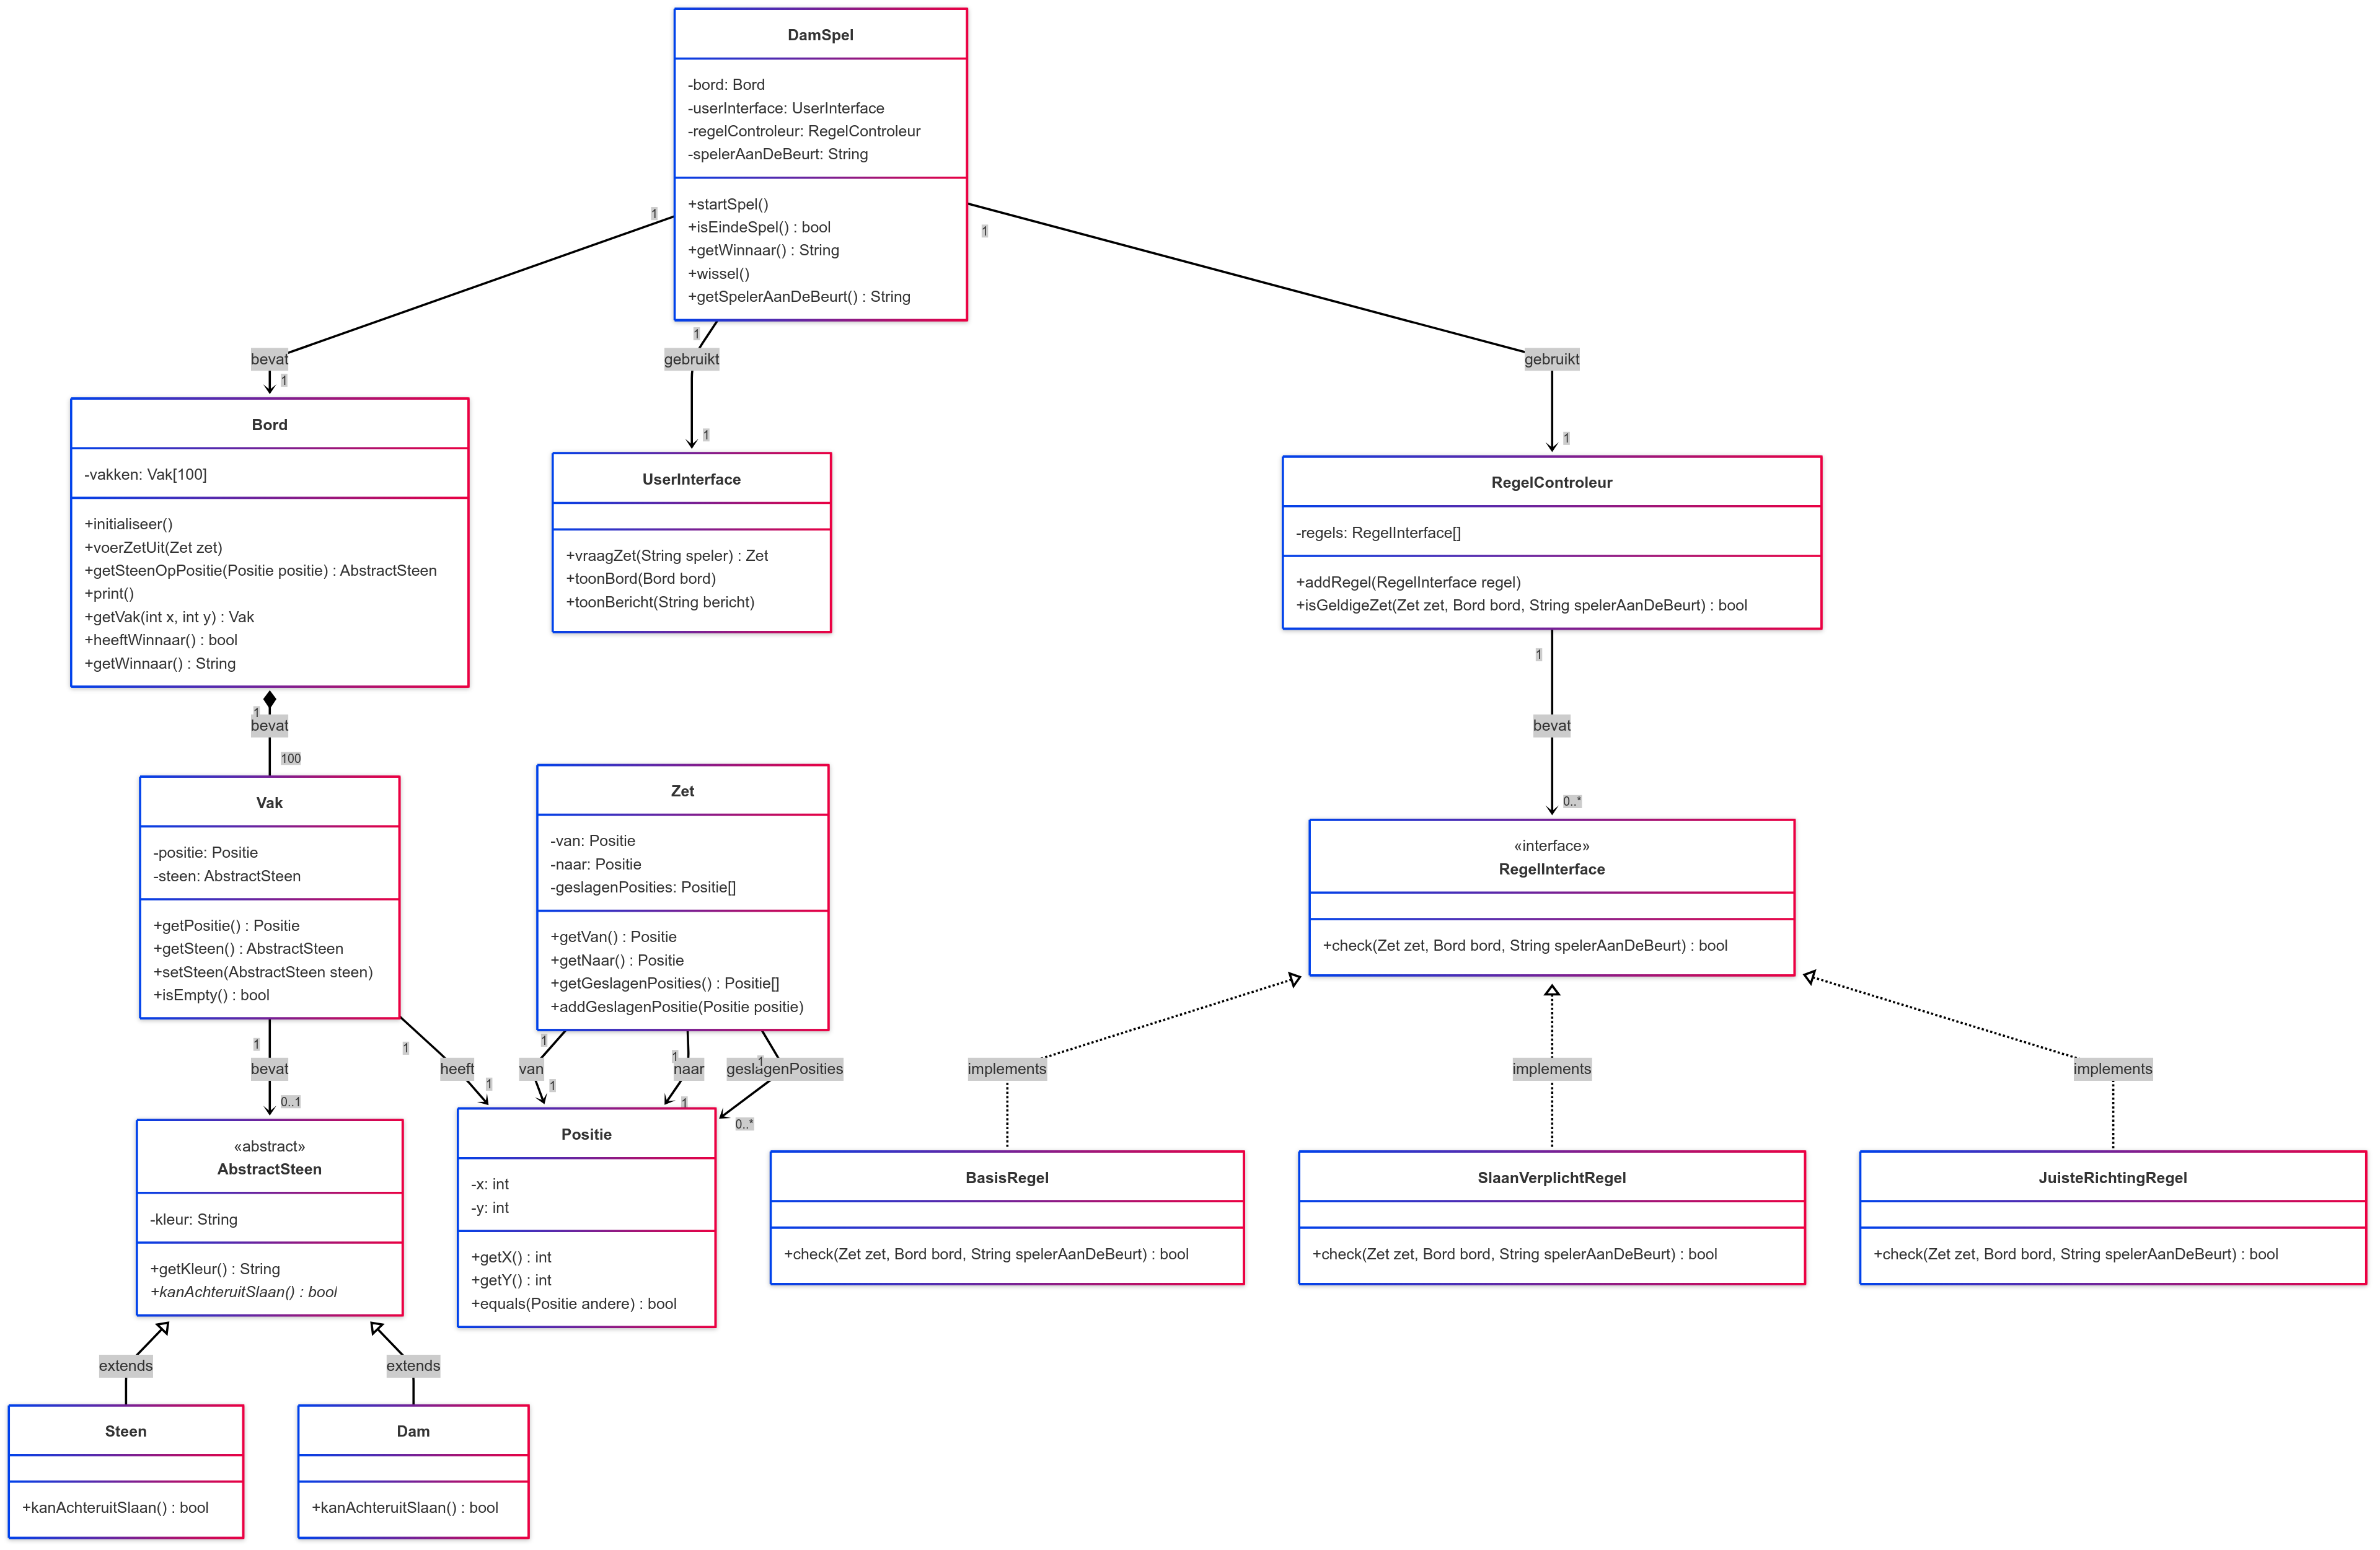 DamSpel
-bord: Bord
-userInterface: UserInterface
-regelControleur: RegelControleur
-spelerAanDeBeurt: String
+startSpel()
+isEindeSpel() : bool
+getWinnaar() : String
+wissel()
+getSpelerAanDeBeurt() : String
1
1
1
bevat
gebruikt
gebruikt
1
1
1
Bord
-vakken: Vak[100]
+initialiseer()
+voerZetUit(Zet zet)
+getSteenOpPositie(Positie positie) : AbstractSteen
+print()
+getVak(int x, int y) : Vak
+heeftWinnaar() : bool
+getWinnaar() : String
UserInterface
+vraagZet(String speler) : Zet
+toonBord(Bord bord)
+toonBericht(String bericht)
RegelControleur
-regels: RegelInterface[]
+addRegel(RegelInterface regel)
+isGeldigeZet(Zet zet, Bord bord, String spelerAanDeBeurt) : bool
1
bevat
100
1
bevat
0..*
Vak
-positie: Positie
-steen: AbstractSteen
+getPositie() : Positie
+getSteen() : AbstractSteen
+setSteen(AbstractSteen steen)
+isEmpty() : bool
Zet
-van: Positie
-naar: Positie
-geslagenPosities: Positie[]
+getVan() : Positie
+getNaar() : Positie
+getGeslagenPosities() : Positie[]
+addGeslagenPositie(Positie positie)
«interface»
RegelInterface
+check(Zet zet, Bord bord, String spelerAanDeBeurt) : bool
1
bevat
0..1
1
heeft
1
1
van
1
1
naar
1
1
geslagenPosities
0..*
implements
implements
implements
«abstract»
AbstractSteen
-kleur: String
+getKleur() : String
+kanAchteruitSlaan() : bool
Positie
-x: int
-y: int
+getX() : int
+getY() : int
+equals(Positie andere) : bool
BasisRegel
+check(Zet zet, Bord bord, String spelerAanDeBeurt) : bool
SlaanVerplichtRegel
+check(Zet zet, Bord bord, String spelerAanDeBeurt) : bool
JuisteRichtingRegel
+check(Zet zet, Bord bord, String spelerAanDeBeurt) : bool
extends
extends
Steen
+kanAchteruitSlaan() : bool
Dam
+kanAchteruitSlaan() : bool